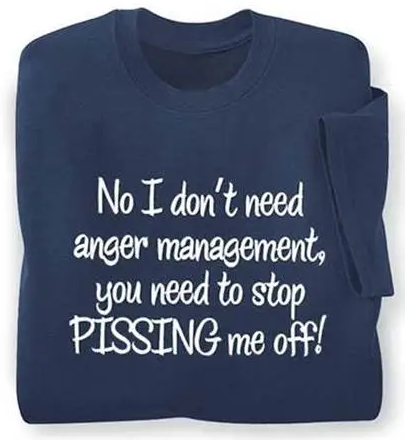 No I don't need
anger management,
you need to stop
PISSING me off!